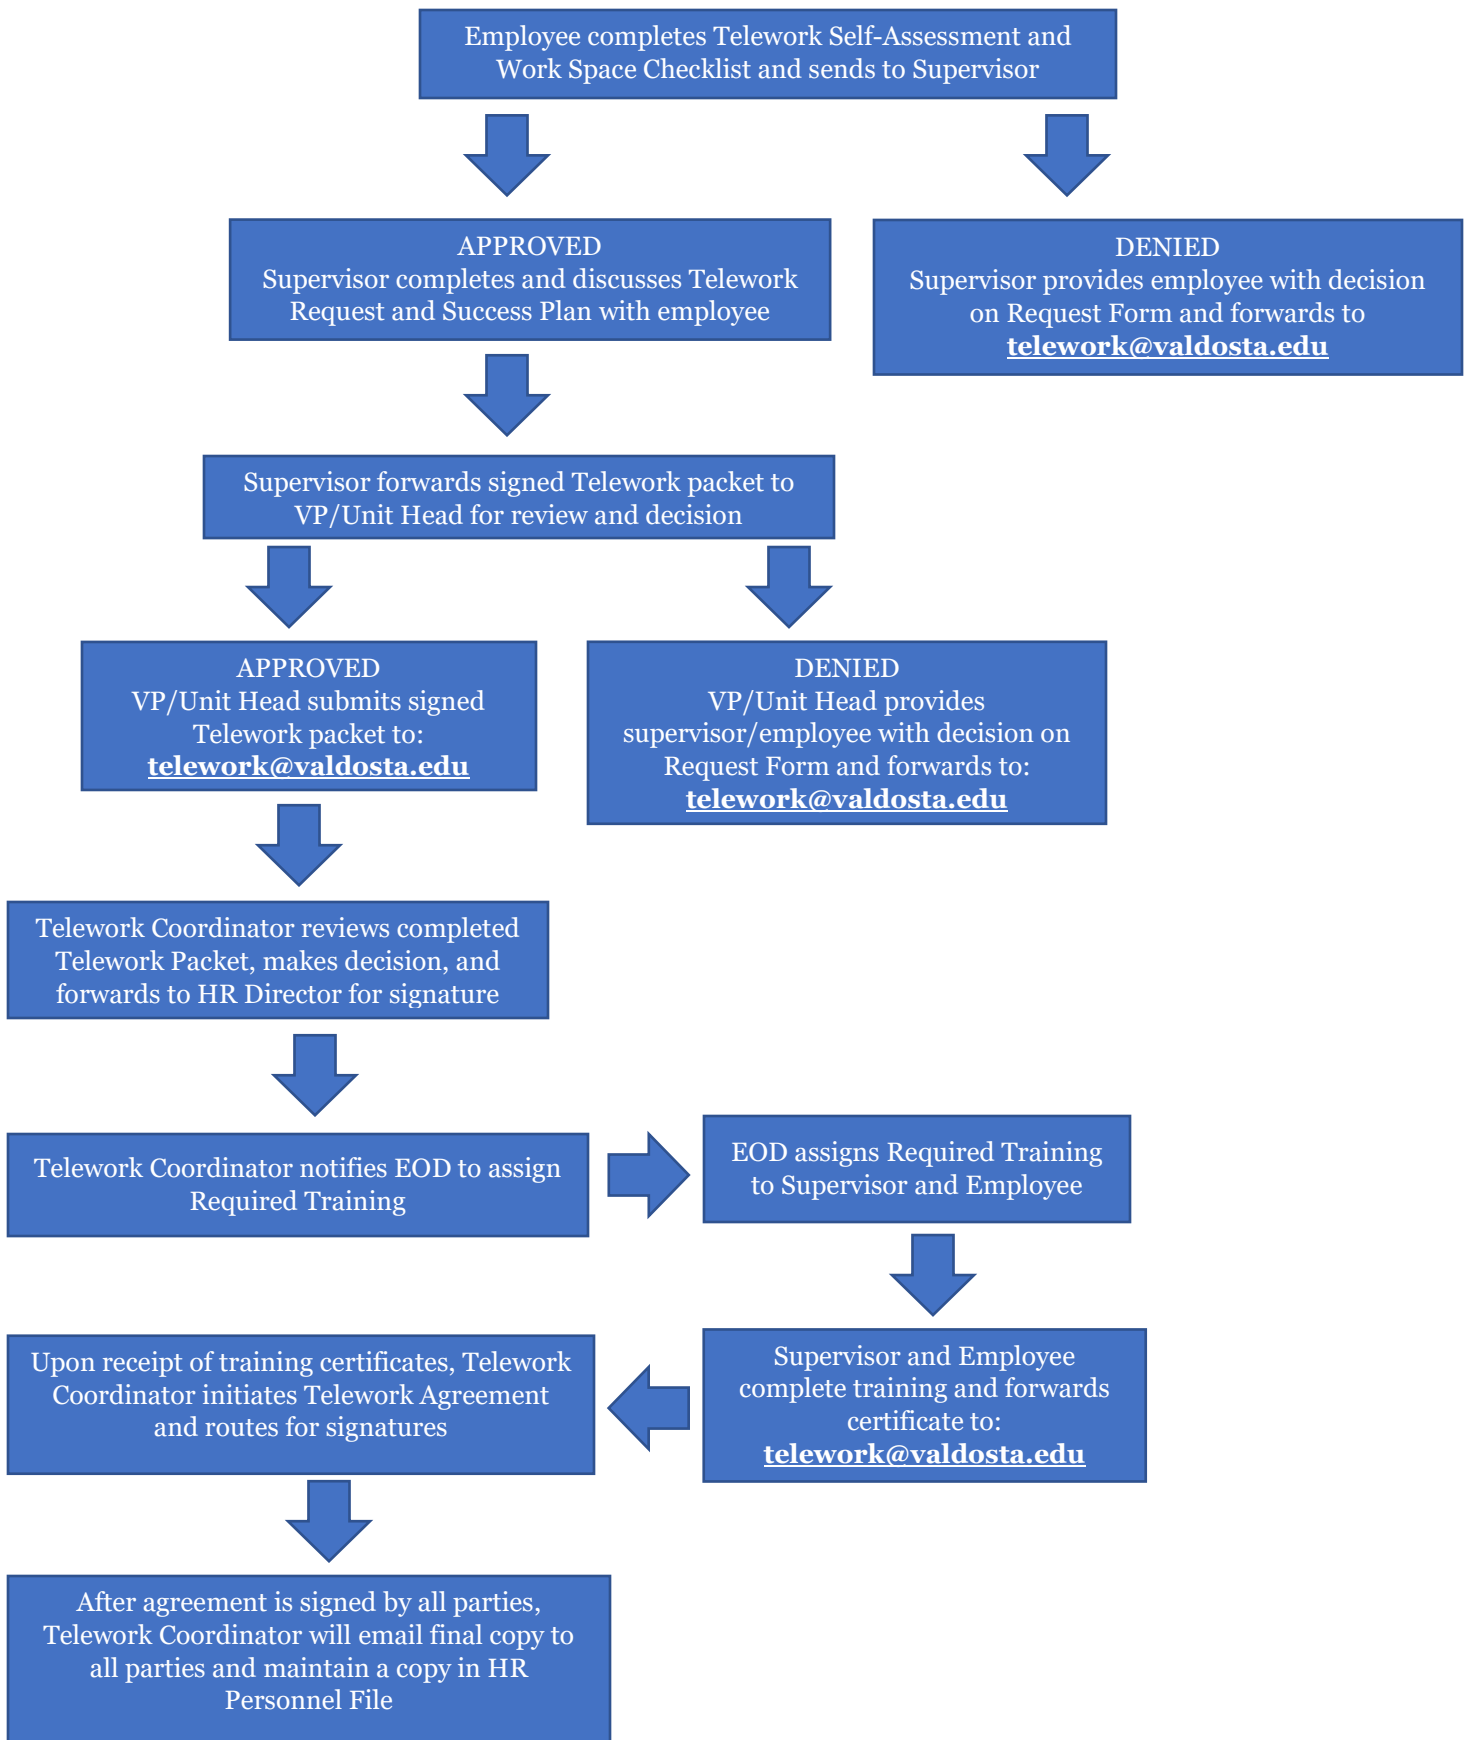 Employee completes Telework Self-Assessment and
Work Space Checklist and sends to Supervisor
APPROVED
Supervisor completes and discusses Telework
Request and Success Plan with employee
DENIED
Supervisor provides employee with decision
on Request Form and forwards to
telework@valdosta.edu
Supervisor forwards signed Telework packet to
VP/Unit Head for review and decision
APPROVED
VP/Unit Head submits signed
Telework packet to:
telework@valdosta.edu
DENIED
VP/Unit Head provides
supervisor/employee with decision on
Request Form and forwards to:
telework@valdosta.edu
Telework Coordinator reviews completed
Telework Packet, makes decision, and
forwards to HR Director for signature
Telework Coordinator notifies EOD to assign
Required Training
EOD assigns Required Training
to Supervisor and Employee
Supervisor and Employee
complete training and forwards
certificate to:
telework@valdosta.edu
Upon receipt of training certificates, Telework
Coordinator initiates Telework Agreement
and routes for signatures
After agreement is signed by all parties,
Telework Coordinator will email final copy to
all parties and maintain a copy in HR
Personnel File